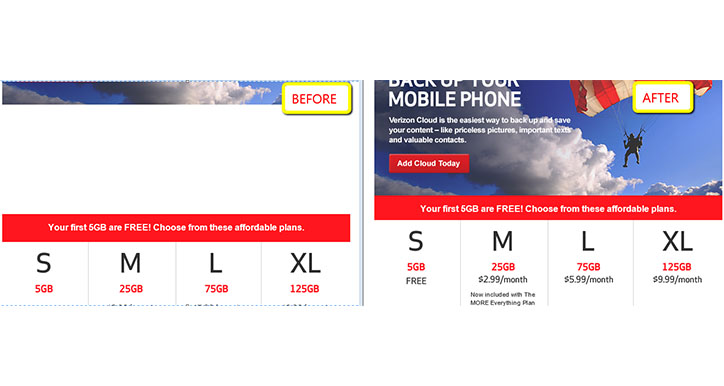 BEFORE
Your first 5GB are FREE! Choose from these affordable plans.
S
M
L
XL
5GB
25GB
75GB
125GB
BACK UP YOUR
MOBILE PHONE
AFTER
Verizon Cloud is the easiest way to back up and save
your content – like priceless pictures, important texts
and valuable contacts.
Add Cloud Today
Your first 5GB are FREE! Choose from these affordable plans.
S
M
L
XL
5GB
25GB
75GB
125GB
FREE
$2.99/month
$5.99/month
$9.99/month
Now included with The
MORE Everything Plan